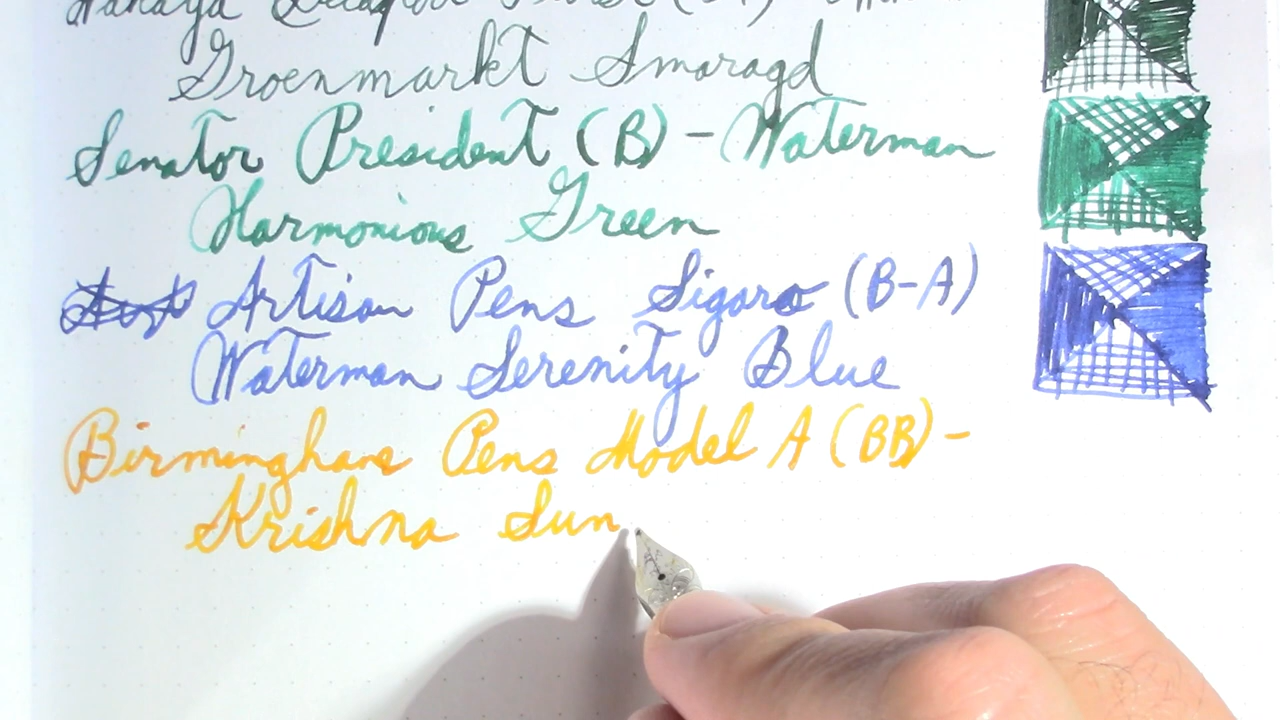 Groenmarkt Smaragd
Senator President (B) - Waterman
Harmonious Green
Artisan Pens Sigaro (B-A)
Waterman Serenity Blue
Birmingham Pens Model A (BB) -
Krishna Sun